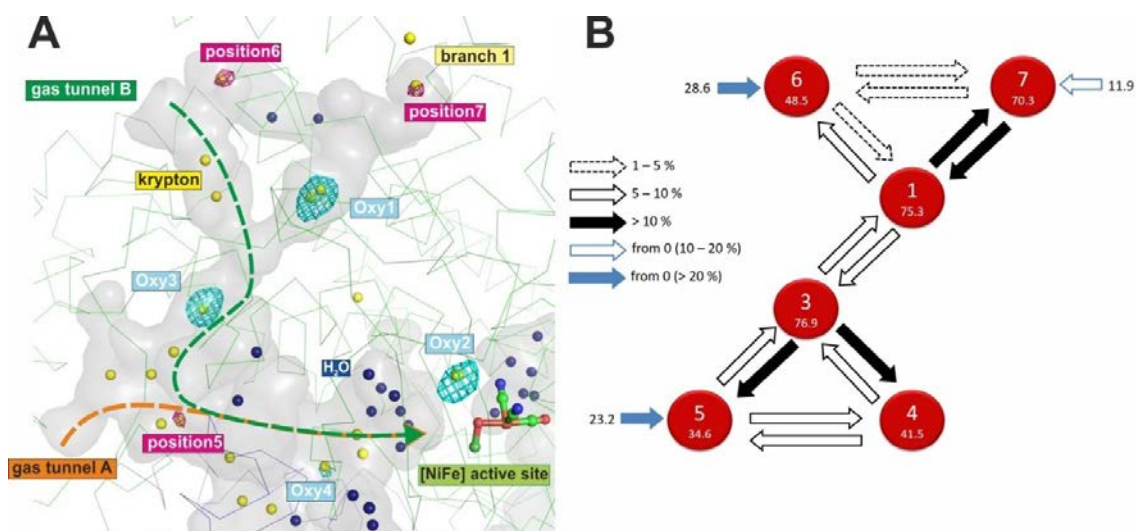 A
position6
branch 1
gas tunnel B
position7
krypton
Oxy1
Oxy3
H₂O
Oxy2
position5
gas tunnel A
Oxy4
[NiFe] active site
B
28.6
6
48.5
7
70.3
11.9
1
75.3
1 – 5 %
5 – 10 %
> 10 %
from 0 (10 – 20 %)
from 0 (> 20 %)
3
76.9
23.2
5
34.6
4
41.5